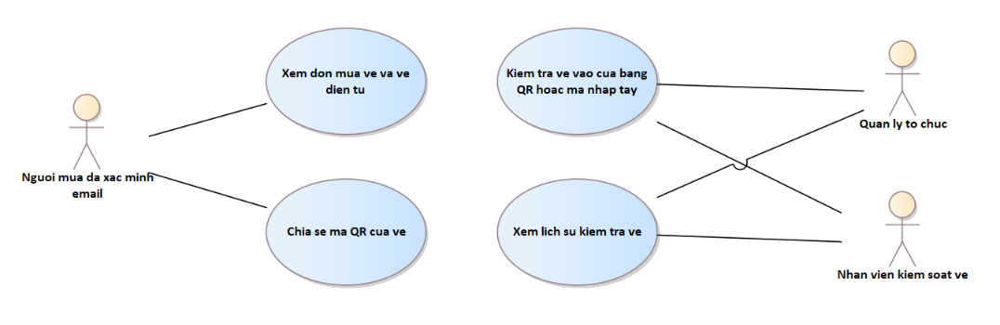 Xem don mua ve va ve
dien tu
Kiem tra ve vao cua bang
QR hoac ma nhap tay
Quan ly to chuc
Nguoi mua da xac minh
email
Chia se ma QR cua ve
Xem lich su kiem tra ve
Nhan vien kiem soat ve